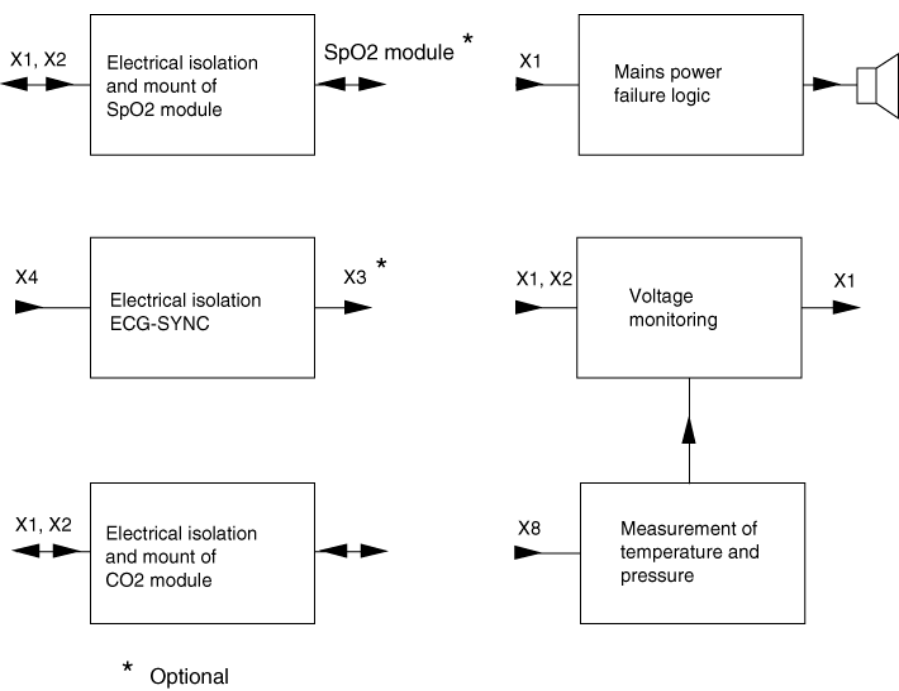 X1, X2
Electrical isolation
and mount of
SpO2 module
SpO2 module *
X1
Mains power
failure logic
X4
Electrical isolation
ECG-SYNC
X3 *
X1, X2
Voltage
monitoring
X1
X1, X2
Electrical isolation
and mount of
CO2 module
X8
Measurement of
temperature and
pressure
* Optional